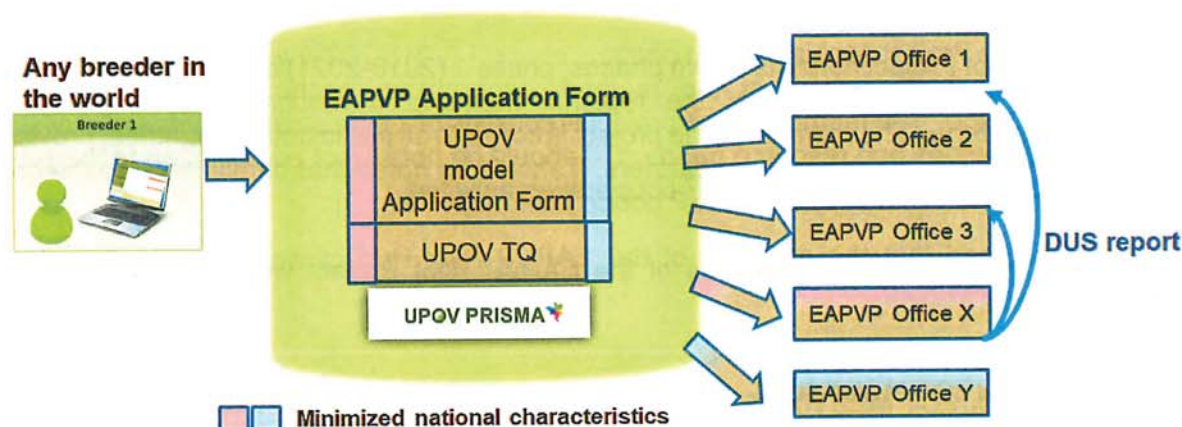 Any breeder in
the world
Breeder 1
EAPVP Application Form
UPOV
model
Application Form
UPOV TQ
UPOV PRISMA
EAPVP Office 1
EAPVP Office 2
EAPVP Office 3
EAPVP Office X
EAPVP Office Y
DUS report
Minimized national characteristics